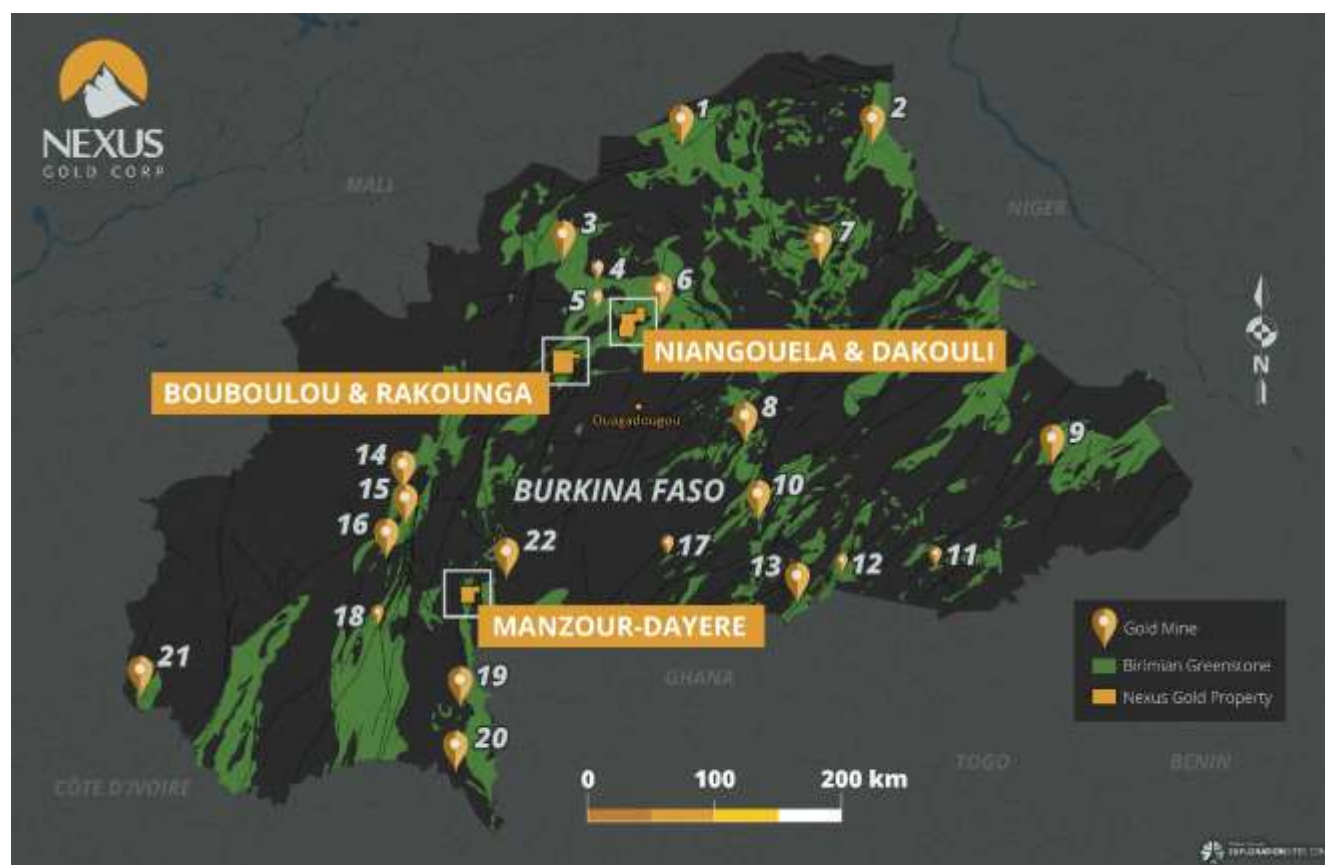 NEXUS
GOLD CORP
MALI
NIGER
1
2
3
4
5
6
7
NIANGOUELA & DAKOULI
BOUBOULOU & RAKOUNGA
Ouagadougou
8
9
N
14
15
16
BURKINA FASO
10
22
17
13
12
11
MANZOUR-DAYERE
18
21
19
20
GHANA
Gold Mine
Birimian Greenstone
Nexus Gold Property
CÔTE D'IVOIRE
TOGO
BENIN
0 100 200 km